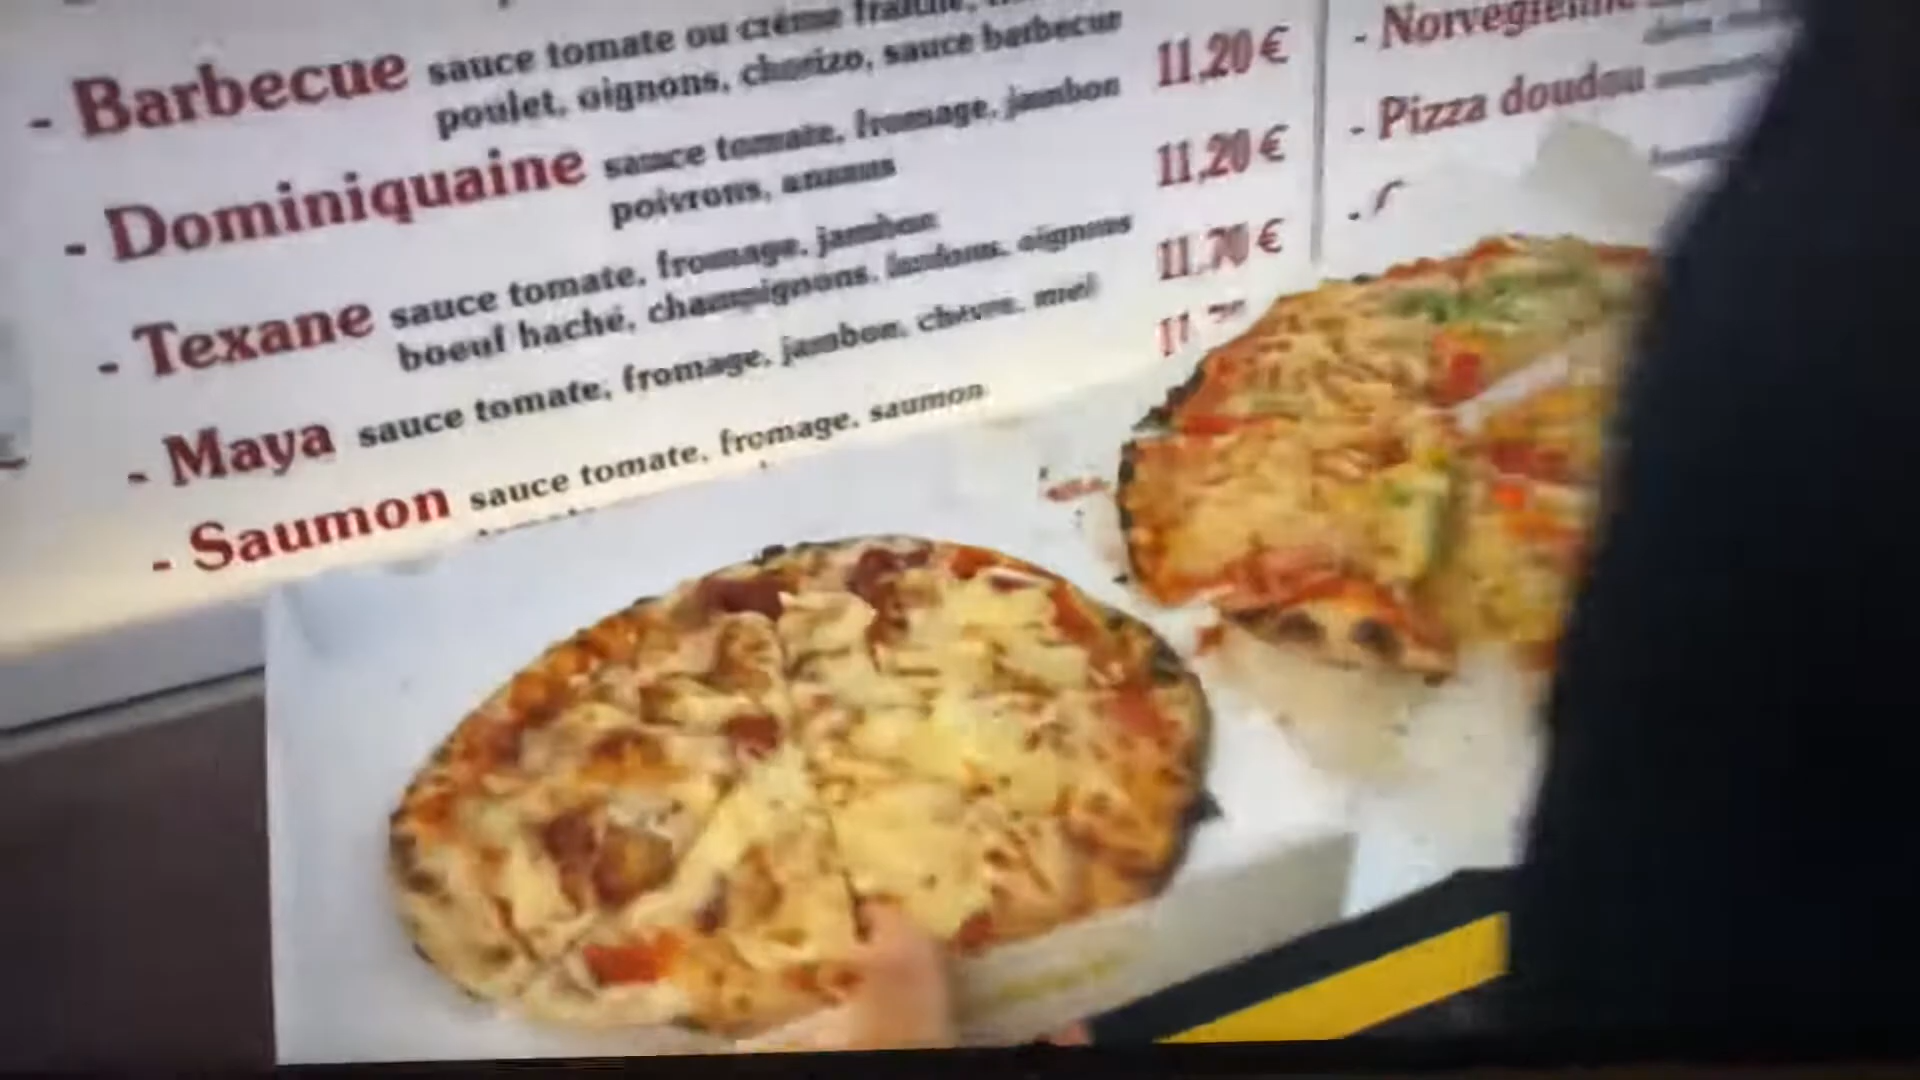 - Barbecue sauce tomate ou crème fraîche,
poulet, oignons, chorizo, sauce barbecue 11,20 €
- Dominiquaine sauce tomate, fromage, jambon
poivrons, ananas 11,20 €
- Texane sauce tomate, fromage, jambon
boeuf haché, champignons, lardons, oignons 11,70 €
- Maya sauce tomate, fromage, jambon, chèvre, miel
- Saumon sauce tomate, fromage, saumon
- Norvégienne
- Pizza doudou